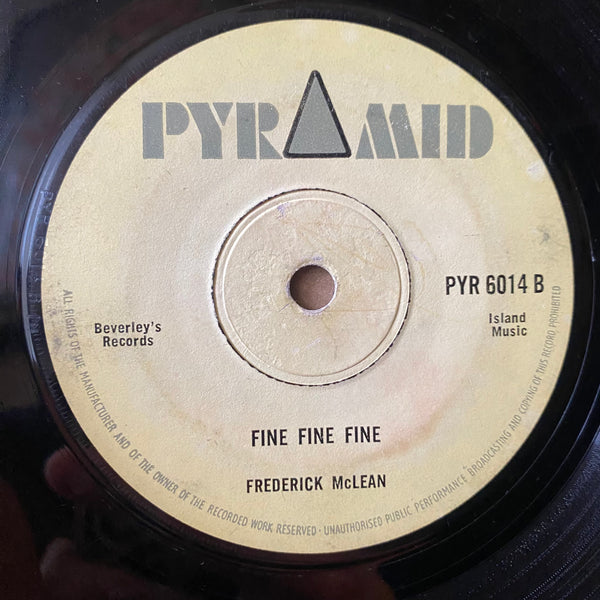 PYRAMID
PYR 6014 B
Beverley's
Records
Island
Music
FINE FINE FINE
FREDERICK McLEAN
ALL RIGHTS OF THE MANUFACTURER AND OF THE OWNER OF THE RECORDED WORK RESERVED · UNAUTHORISED PUBLIC PERFORMANCE BROADCASTING AND COPYING OF THIS RECORD PROHIBITED